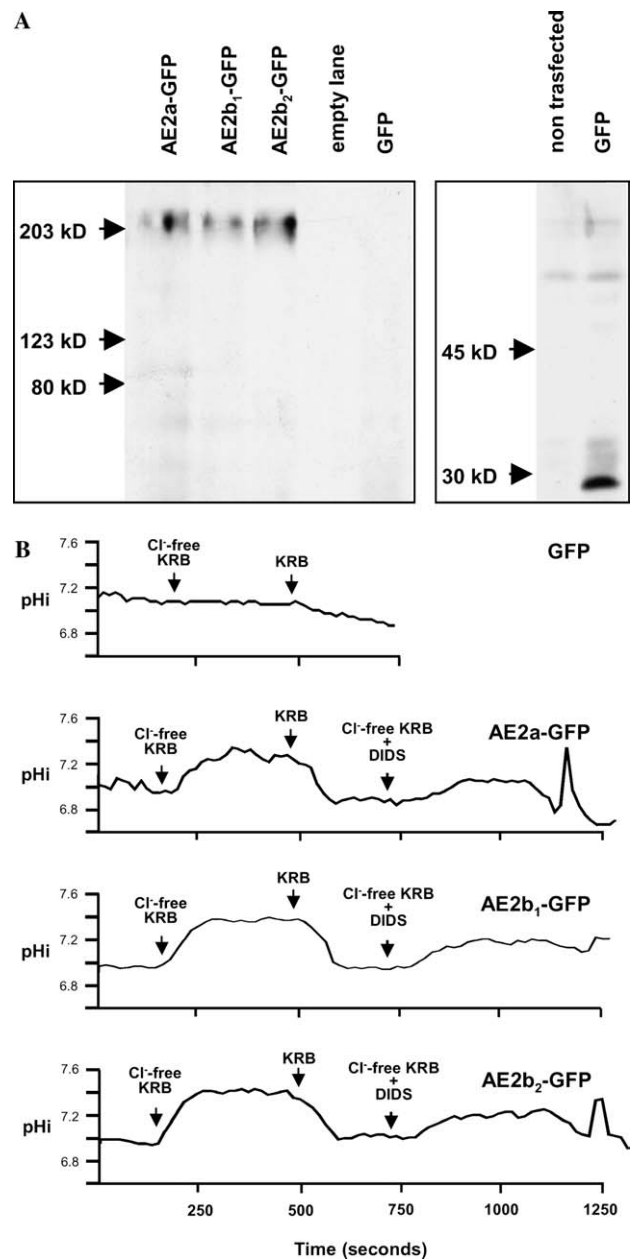 A
AE2a-GFP
AE2b₁-GFP
AE2b₂-GFP
empty lane
GFP
non trasfected
GFP
203 kD
123 kD
80 kD
45 kD
30 kD
B
GFP
7.6
7.2
6.8
pHi
Cl⁻-free
KRB
KRB
AE2a-GFP
7.6
7.2
6.8
pHi
Cl⁻-free
KRB
KRB
Cl⁻-free KRB
+
DIDS
AE2b₁-GFP
7.6
7.2
6.8
pHi
Cl⁻-free
KRB
KRB
Cl⁻-free KRB
+
DIDS
AE2b₂-GFP
7.6
7.2
6.8
pHi
Cl⁻-free
KRB
KRB
Cl⁻-free KRB
+
DIDS
250 500 750 1000 1250
Time (seconds)